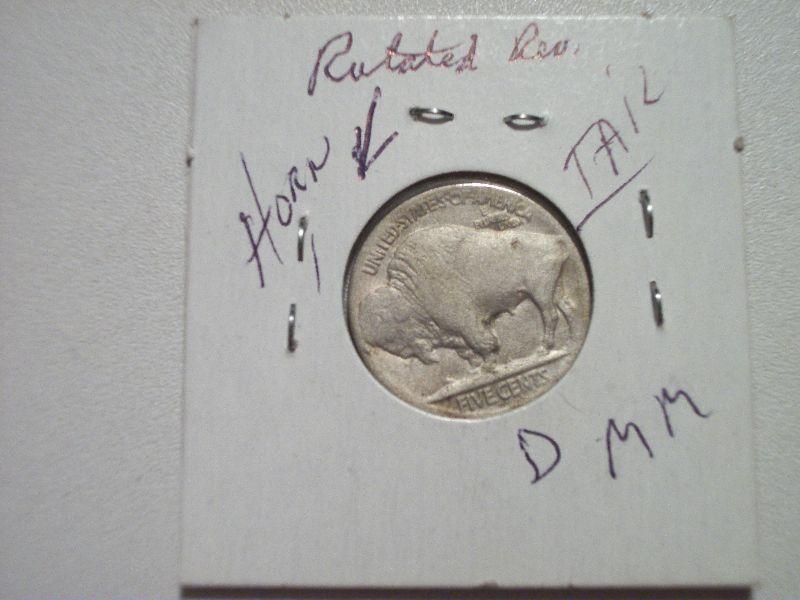 Rotated Rev.
HORN
TAIL
UNITED STATES OF AMERICA
FIVE CENTS
D MM